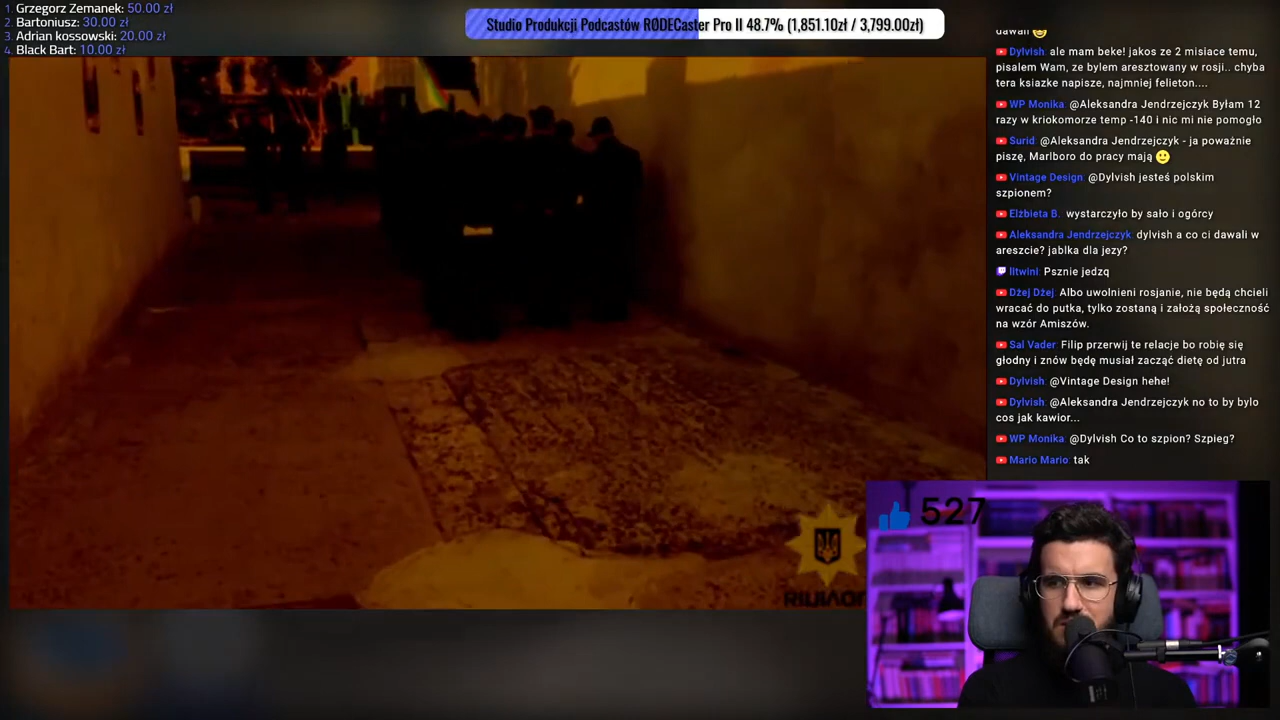 1. Grzegorz Zemanek: 50.00 zł
2. Bartoniusz: 30.00 zł
3. Adrian kossowski: 20.00 zł
4. Black Bart: 10.00 zł
Studio Produkcji Podcastów RØDECaster Pro II 48.7% (1,851.10zł / 3,799.00zł)
dawali
Dylvish: ale mam beke! jakos ze 2 misiace temu,
pisalem Wam, ze bylem aresztowany w rosji.. chyba
tera ksiazke napisze, najmniej felieton....
WP Monika: @Aleksandra Jendrzejczyk Byłam 12
razy w kriokomorze temp -140 i nic mi nie pomogło
Surid: @Aleksandra Jendrzejczyk - ja poważnie
piszę, Marlboro do pracy mają 🙂
Vintage Design: @Dylvish jesteś polskim
szpionem?
Elżbieta B.: wystarczyło by sało i ogórcy
Aleksandra Jendrzejczyk: dylvish a co ci dawali w
areszcie? jablka dla jezy?
litwini: Psznie jedzą
Dżej Dżej: Albo uwolnieni rosjanie, nie będą chcieli
wracać do putka, tylko zostaną i założą społeczność
na wzór Amiszów.
Sal Vader: Filip przerwij te relacje bo robię się
głodny i znów będę musiał zacząć dietę od jutra
Dylvish: @Vintage Design hehe!
Dylvish: @Aleksandra Jendrzejczyk no to by bylo
cos jak kawior...
WP Monika: @Dylvish Co to szpion? Szpieg?
Mario Mario: tak
527